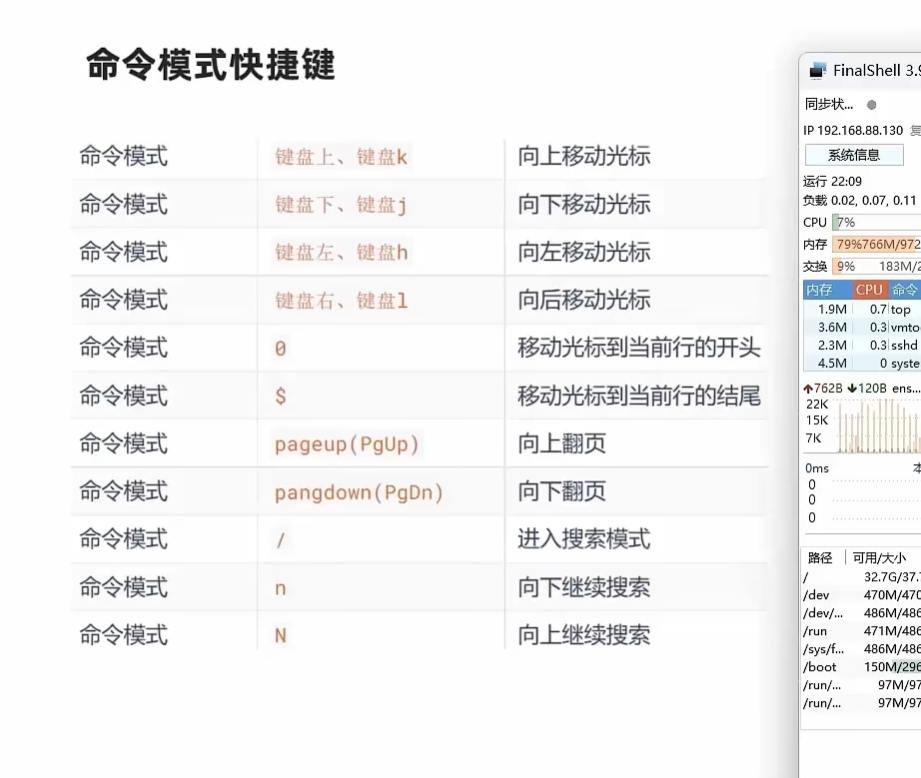 命令模式快捷键
命令模式 键盘上、键盘k 向上移动光标
命令模式 键盘下、键盘j 向下移动光标
命令模式 键盘左、键盘h 向左移动光标
命令模式 键盘右、键盘l 向后移动光标
命令模式 0 移动光标到当前行的开头
命令模式 $ 移动光标到当前行的结尾
命令模式 pageup(PgUp) 向上翻页
命令模式 pangdown(PgDn) 向下翻页
命令模式 / 进入搜索模式
命令模式 n 向下继续搜索
命令模式 N 向上继续搜索
FinalShell 3.9
同步状...
IP 192.168.88.130 复
系统信息
运行 22:09
负载 0.02, 0.07, 0.11
CPU 7%
内存 79% 766M/972
交换 9% 183M/2
内存 CPU 命令
1.9M 0.7 top
3.6M 0.3 vmto
2.3M 0.3 sshd
4.5M 0 syste
762B 120B ens...
22K
15K
7K
0ms 本
0
0
0
路径 可用/大小
/ 32.7G/37.
/dev 470M/470
/dev/... 486M/486
/run 471M/486
/sys/f... 486M/486
/boot 150M/296
/run/... 97M/97
/run/... 97M/97